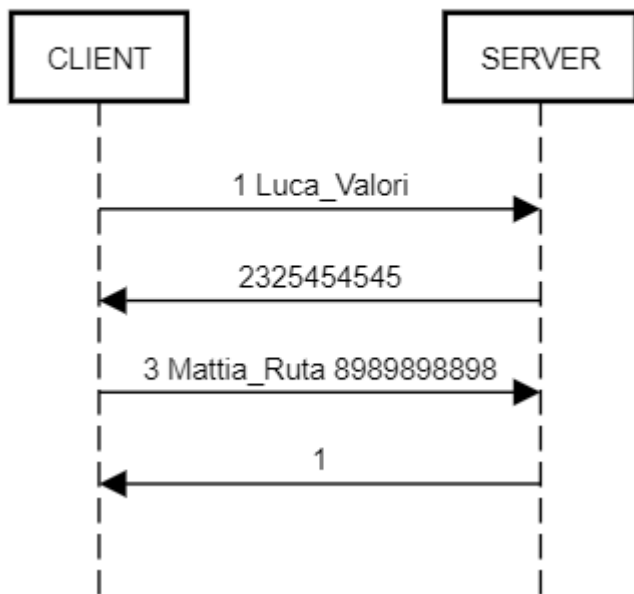 CLIENT
SERVER
1 Luca_Valori
2325454545
3 Mattia_Ruta 8989898898
1